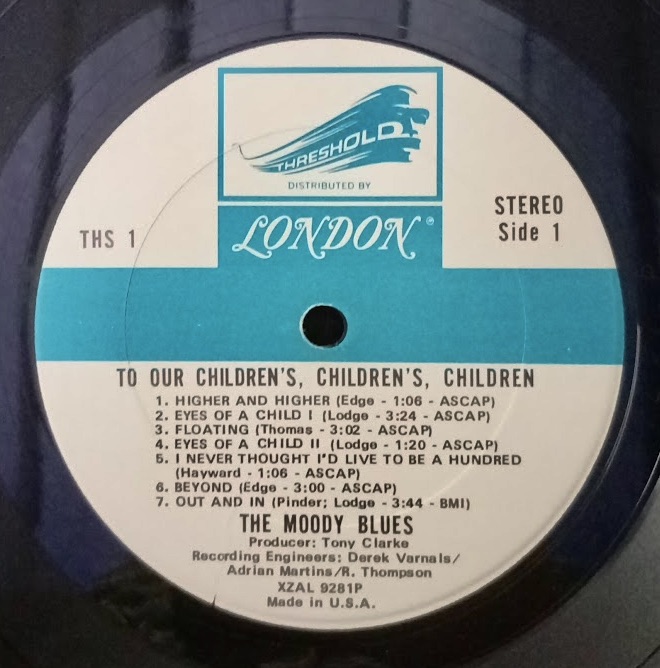 THRESHOLD
DISTRIBUTED BY
LONDON®
THS 1
STEREO
Side 1
TO OUR CHILDREN'S, CHILDREN'S, CHILDREN
1. HIGHER AND HIGHER (Edge - 1:06 - ASCAP)
2. EYES OF A CHILD I (Lodge - 3:24 - ASCAP)
3. FLOATING (Thomas - 3:02 - ASCAP)
4. EYES OF A CHILD II (Lodge - 1:20 - ASCAP)
5. I NEVER THOUGHT I'D LIVE TO BE A HUNDRED
(Hayward - 1:06 - ASCAP)
6. BEYOND (Edge - 3:00 - ASCAP)
7. OUT AND IN (Pinder; Lodge - 3:44 - BMI)
THE MOODY BLUES
Producer: Tony Clarke
Recording Engineers: Derek Varnals/
Adrian Martins/R. Thompson
XZAL 9281P
Made in U.S.A.